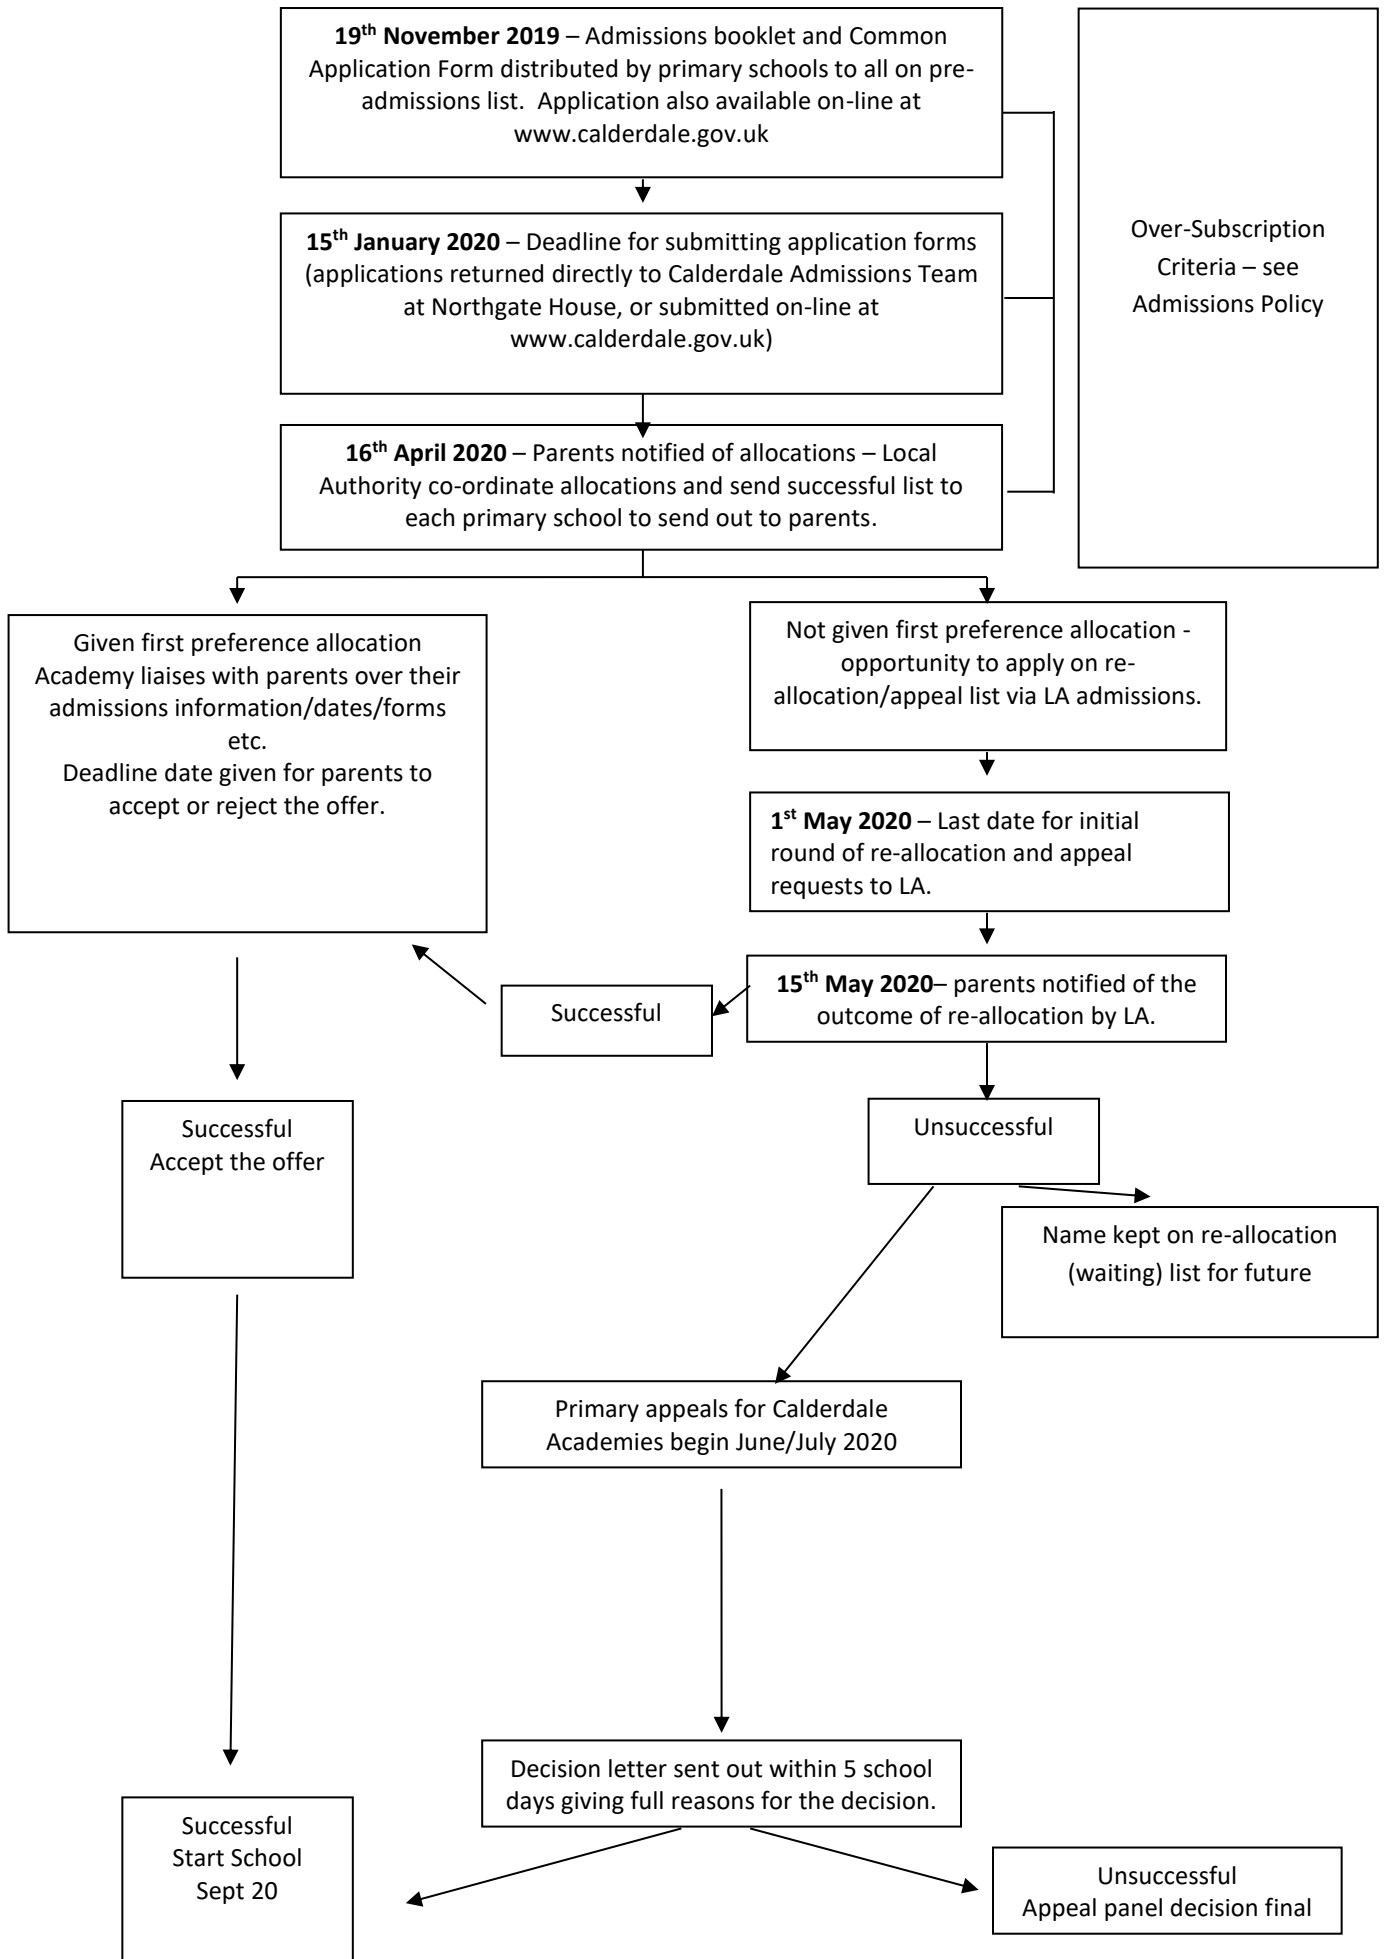 19th November 2019 – Admissions booklet and Common
Application Form distributed by primary schools to all on pre-
admissions list.  Application also available on-line at
www.calderdale.gov.uk
15th January 2020 – Deadline for submitting application forms
(applications returned directly to Calderdale Admissions Team
at Northgate House, or submitted on-line at
www.calderdale.gov.uk)
16th April 2020 – Parents notified of allocations – Local
Authority co-ordinate allocations and send successful list to
each primary school to send out to parents.
Over-Subscription
Criteria – see
Admissions Policy
Given first preference allocation
Academy liaises with parents over their
admissions information/dates/forms
etc.
Deadline date given for parents to
accept or reject the offer.
Not given first preference allocation -
opportunity to apply on re-
allocation/appeal list via LA admissions.
1st May 2020 – Last date for initial
round of re-allocation and appeal
requests to LA.
15th May 2020– parents notified of the
outcome of re-allocation by LA.
Successful
Successful
Accept the offer
Unsuccessful
Name kept on re-allocation
(waiting) list for future
Primary appeals for Calderdale
Academies begin June/July 2020
Decision letter sent out within 5 school
days giving full reasons for the decision.
Successful
Start School
Sept 20
Unsuccessful
Appeal panel decision final